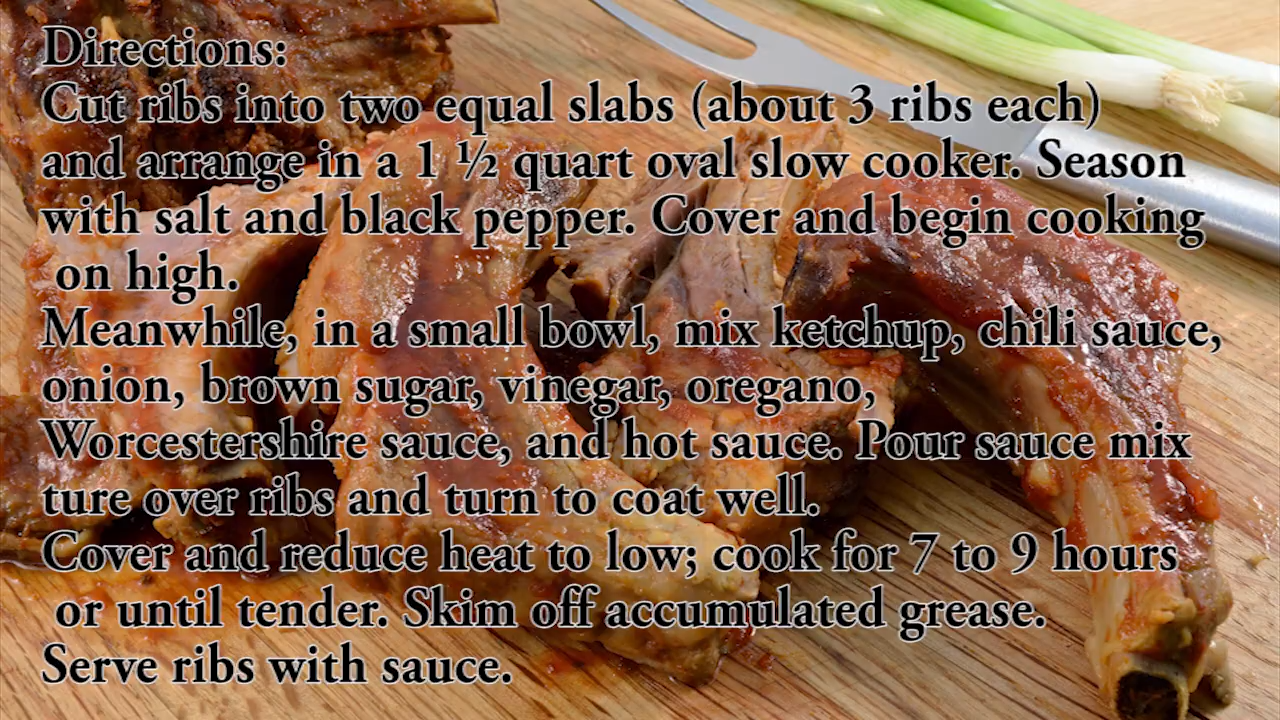 Directions:
Cut ribs into two equal slabs (about 3 ribs each)
and arrange in a 1 ½ quart oval slow cooker. Season
with salt and black pepper. Cover and begin cooking
on high.
Meanwhile, in a small bowl, mix ketchup, chili sauce,
onion, brown sugar, vinegar, oregano,
Worcestershire sauce, and hot sauce. Pour sauce mix
ture over ribs and turn to coat well.
Cover and reduce heat to low; cook for 7 to 9 hours
or until tender. Skim off accumulated grease.
Serve ribs with sauce.